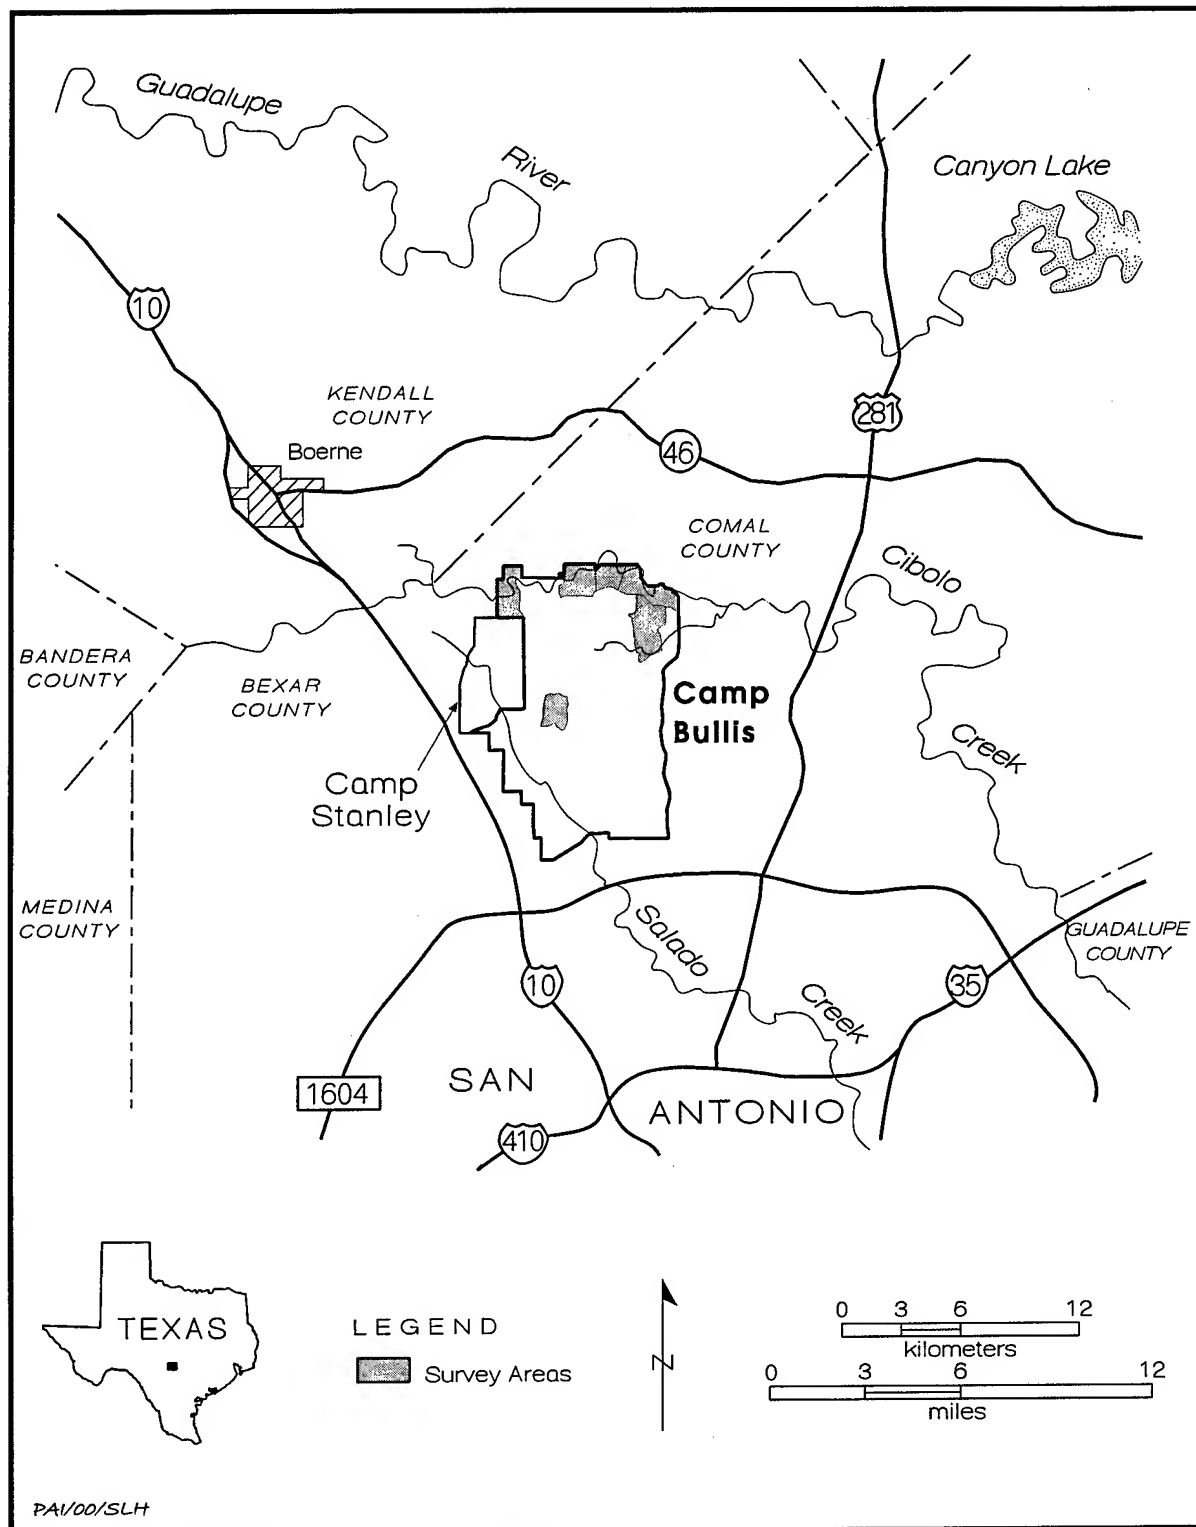 Guadalupe
River
Canyon Lake
10
KENDALL
COUNTY
281
Boerne
46
COMAL
COUNTY
Cibolo
BANDERA
COUNTY
BEXAR
COUNTY
Camp
Bullis
Creek
Camp
Stanley
MEDINA
COUNTY
Salado
GUADALUPE
COUNTY
10
35
Creek
SAN
1604
ANTONIO
410
TEXAS
LEGEND
Survey Areas
N
0 3 6 12
kilometers
0 3 6 12
miles
PAI/00/SLH